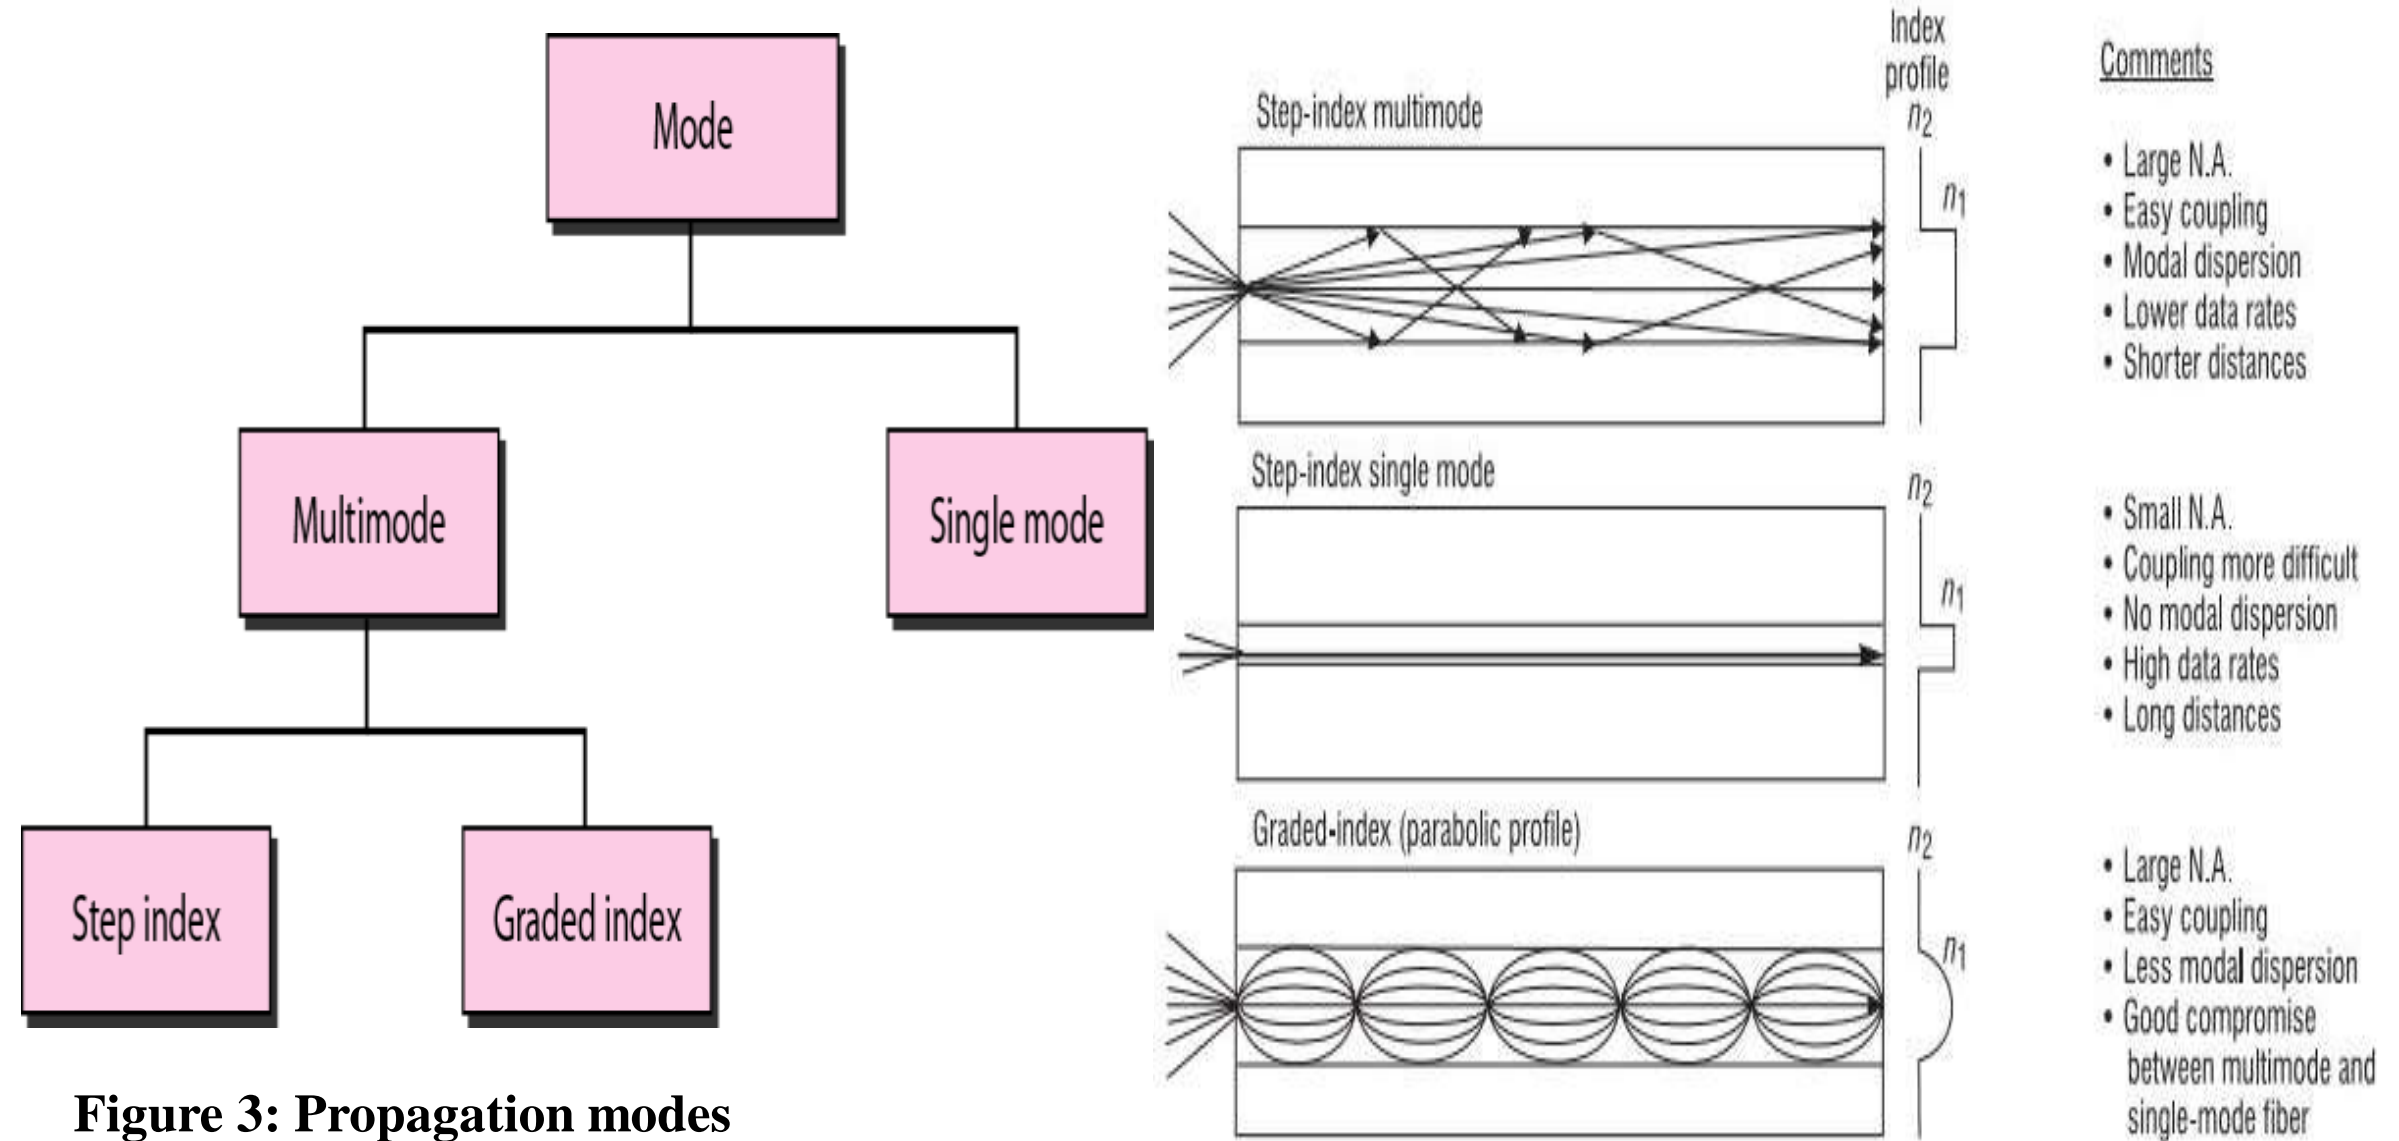 Mode
Multimode
Single mode
Step index
Graded index
Figure 3: Propagation modes
Index
profile
Comments
Step-index multimode
n2
n1
• Large N.A.
• Easy coupling
• Modal dispersion
• Lower data rates
• Shorter distances
Step-index single mode
n2
n1
• Small N.A.
• Coupling more difficult
• No modal dispersion
• High data rates
• Long distances
Graded-index (parabolic profile)
n2
n1
• Large N.A.
• Easy coupling
• Less modal dispersion
• Good compromise
between multimode and
single-mode fiber